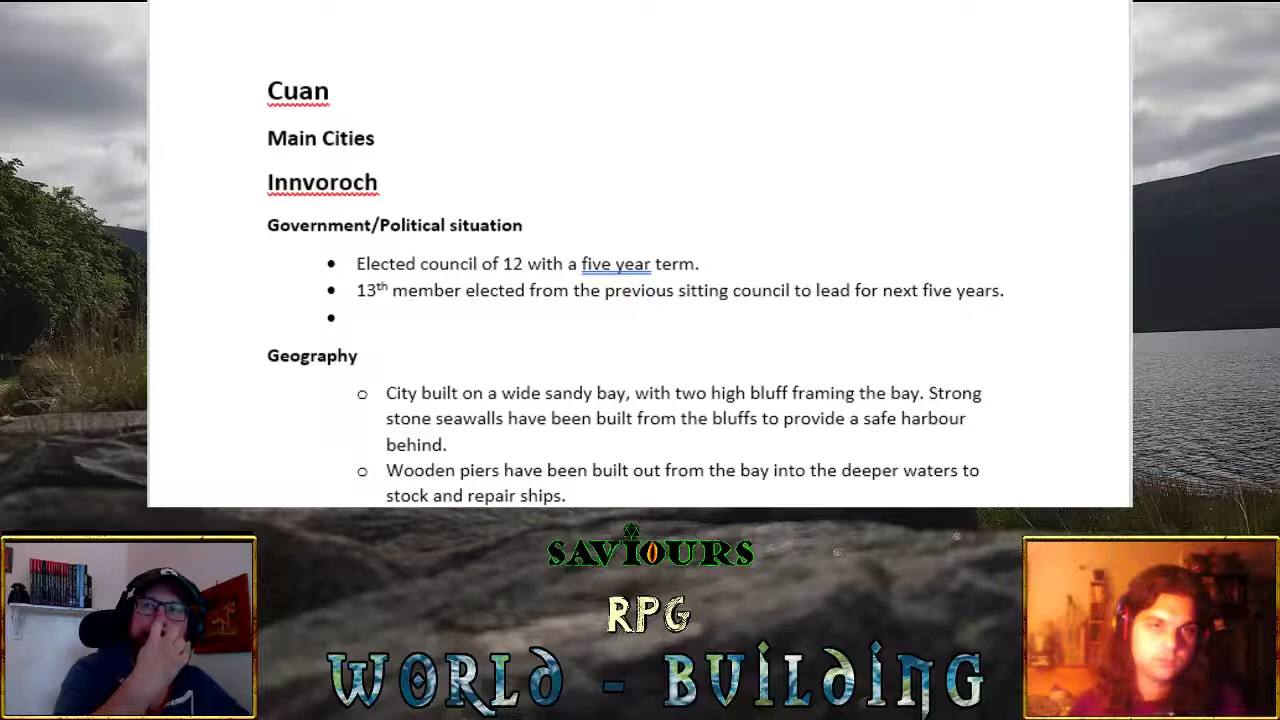 Cuan
Main Cities
Innvoroch
Government/Political situation
• Elected council of 12 with a five year term.
• 13th member elected from the previous sitting council to lead for next five years.
•
Geography
o City built on a wide sandy bay, with two high bluff framing the bay. Strong
stone seawalls have been built from the bluffs to provide a safe harbour
behind.
o Wooden piers have been built out from the bay into the deeper waters to
stock and repair ships.
SAVIOURS
RPG
WORLD - BUILDING